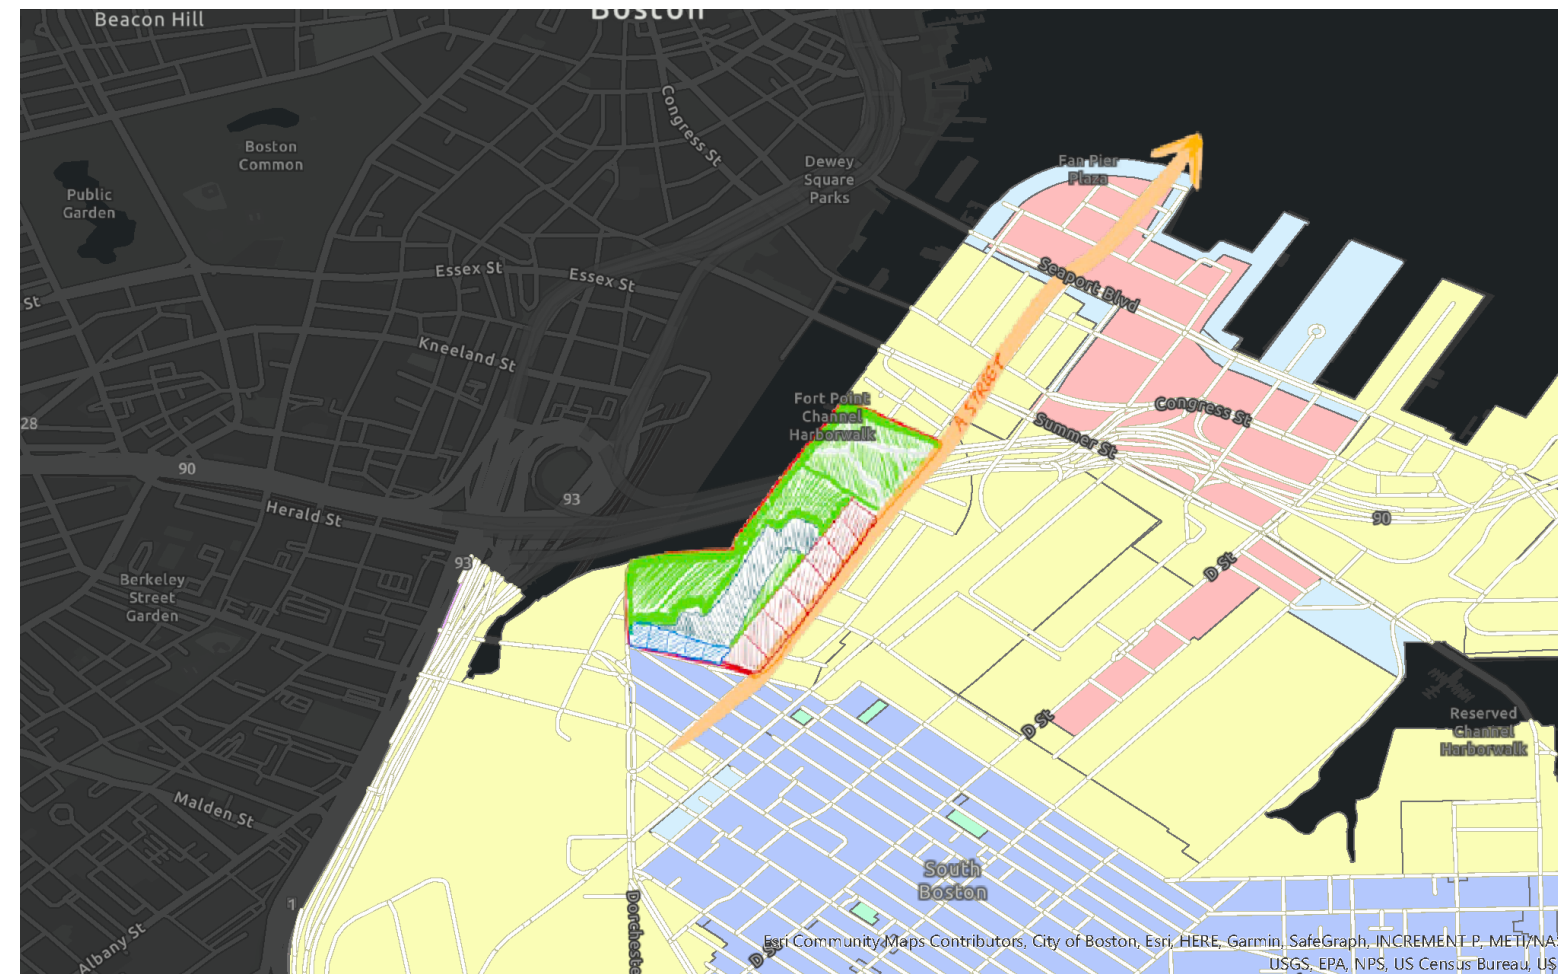 Boston
Beacon Hill
Congress St
Boston
Common
Dewey
Square
Parks
Fan Pier
Plaza
Public
Garden
Essex St
Essex St
St
Seaport Blvd
Kneeland St
A STREET
Fort Point
Channel
Harborwalk
Congress St
Summer St
28
90
93
Herald St
90
93
D St
Berkeley
Street
Garden
D St
Reserved
Channel
Harborwalk
Malden St
South
Boston
1
Albany St
Dorcheste
D St
Esri Community Maps Contributors, City of Boston, Esri, HERE, Garmin, SafeGraph, INCREMENT P, METI/NA
USGS, EPA, NPS, US Census Bureau, US